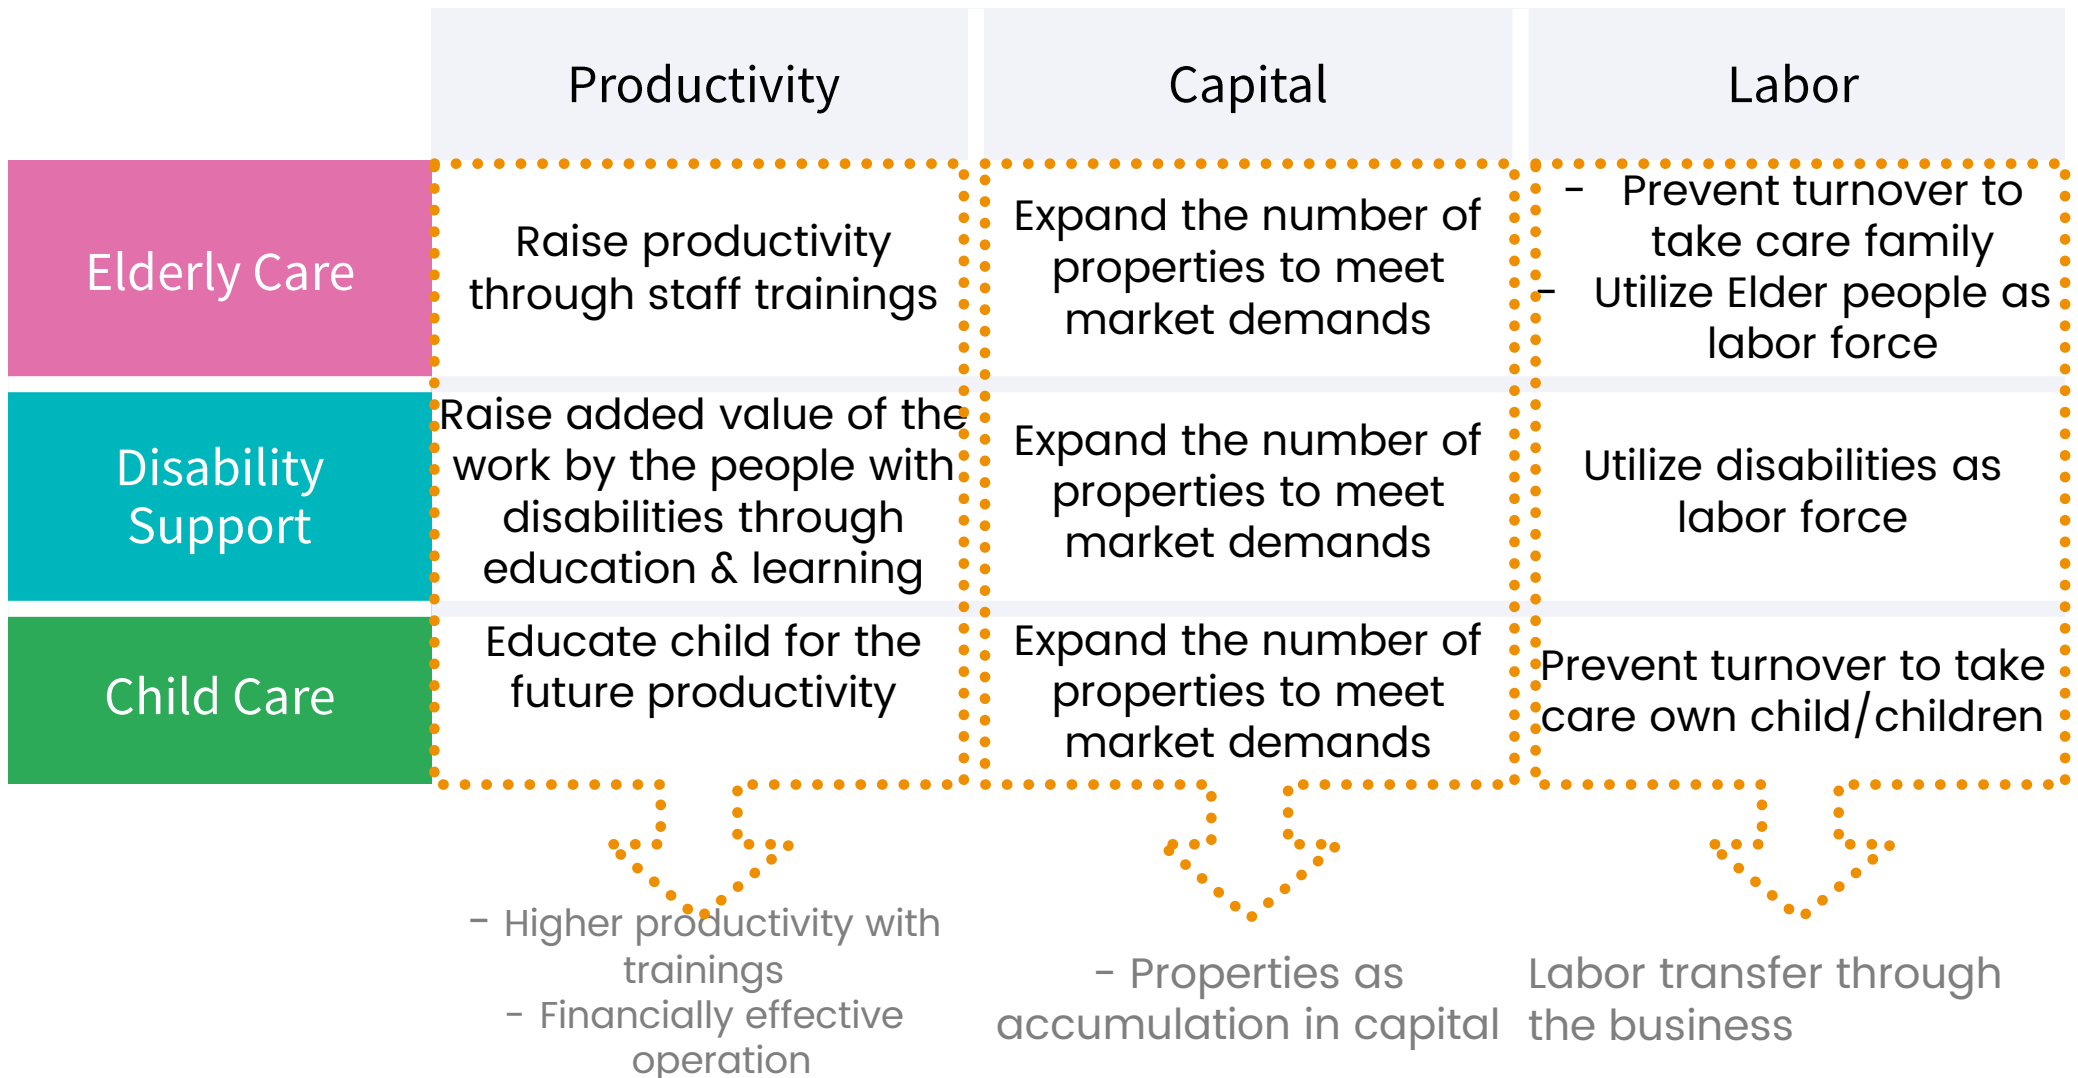 Productivity
Capital
Labor
Elderly Care
Raise productivity
through staff trainings
Expand the number of
properties to meet
market demands
- Prevent turnover to
take care family
- Utilize Elder people as
labor force
Disability
Support
Raise added value of the
work by the people with
disabilities through
education & learning
Expand the number of
properties to meet
market demands
Utilize disabilities as
labor force
Child Care
Educate child for the
future productivity
Expand the number of
properties to meet
market demands
Prevent turnover to take
care own child/children
- Higher productivity with
trainings
- Financially effective
operation
- Properties as
accumulation in capital
Labor transfer through
the business